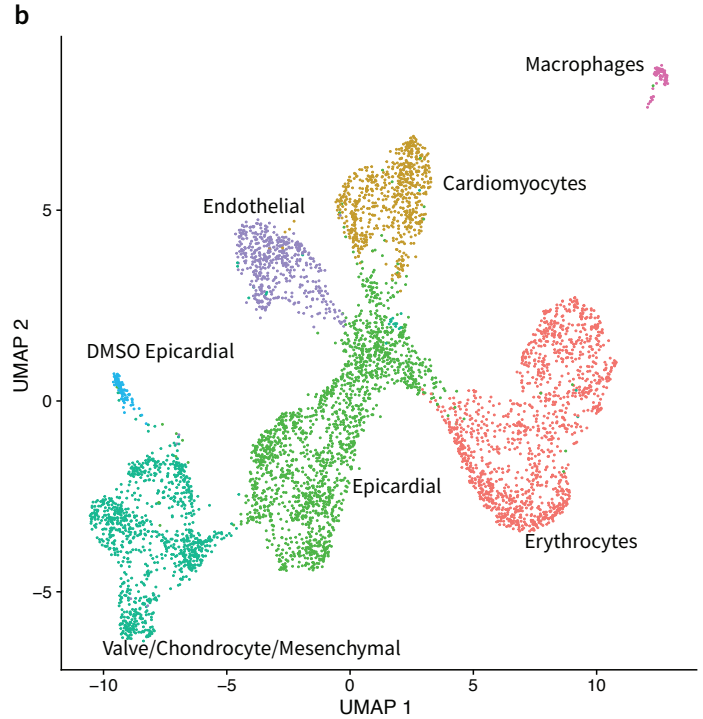 b
Macrophages
Cardiomyocytes
Endothelial
5
UMAP 2
DMSO Epicardial
0
Epicardial
Erythrocytes
−5
Valve/Chondrocyte/Mesenchymal
−10 −5 0 5 10
UMAP 1